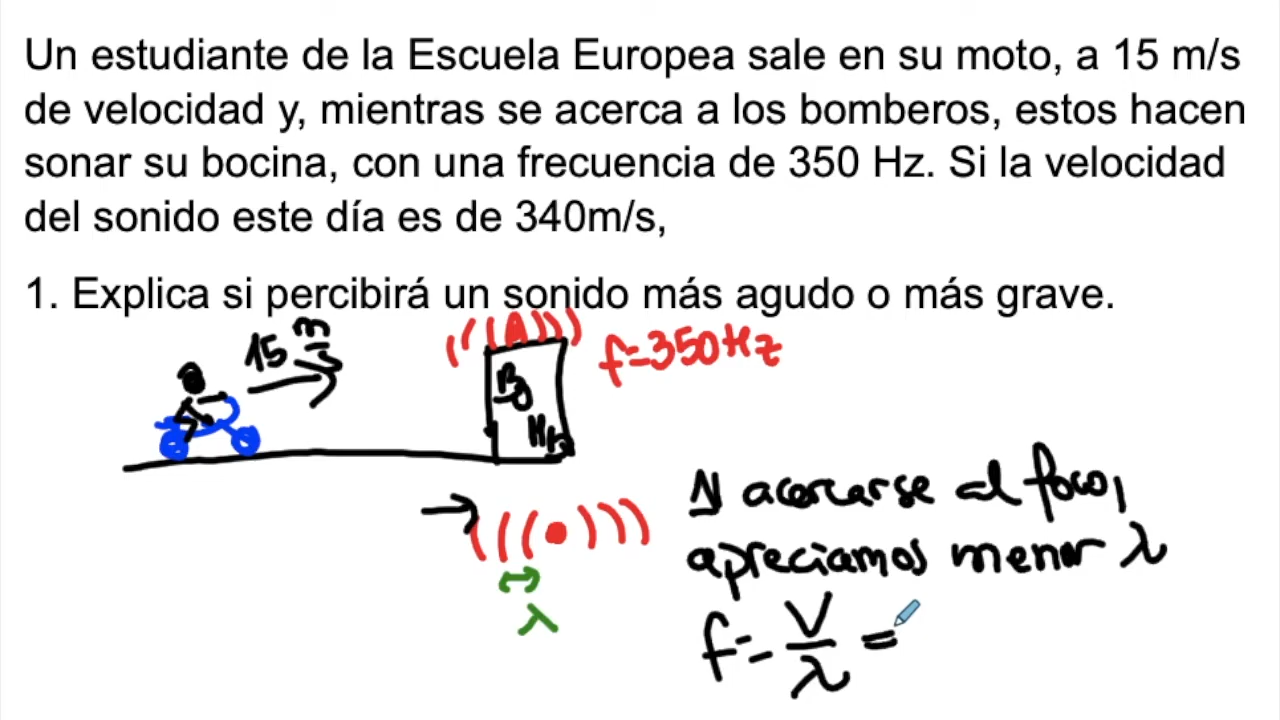 Un estudiante de la Escuela Europea sale en su moto, a 15 m/s
de velocidad y, mientras se acerca a los bomberos, estos hacen
sonar su bocina, con una frecuencia de 350 Hz. Si la velocidad
del sonido este día es de 340m/s,
1. Explica si percibirá un sonido más agudo o más grave.
15 m/s
f=350Hz
λ
Al acercarse al foco,
apreciamos menor λ
f = V/λ =